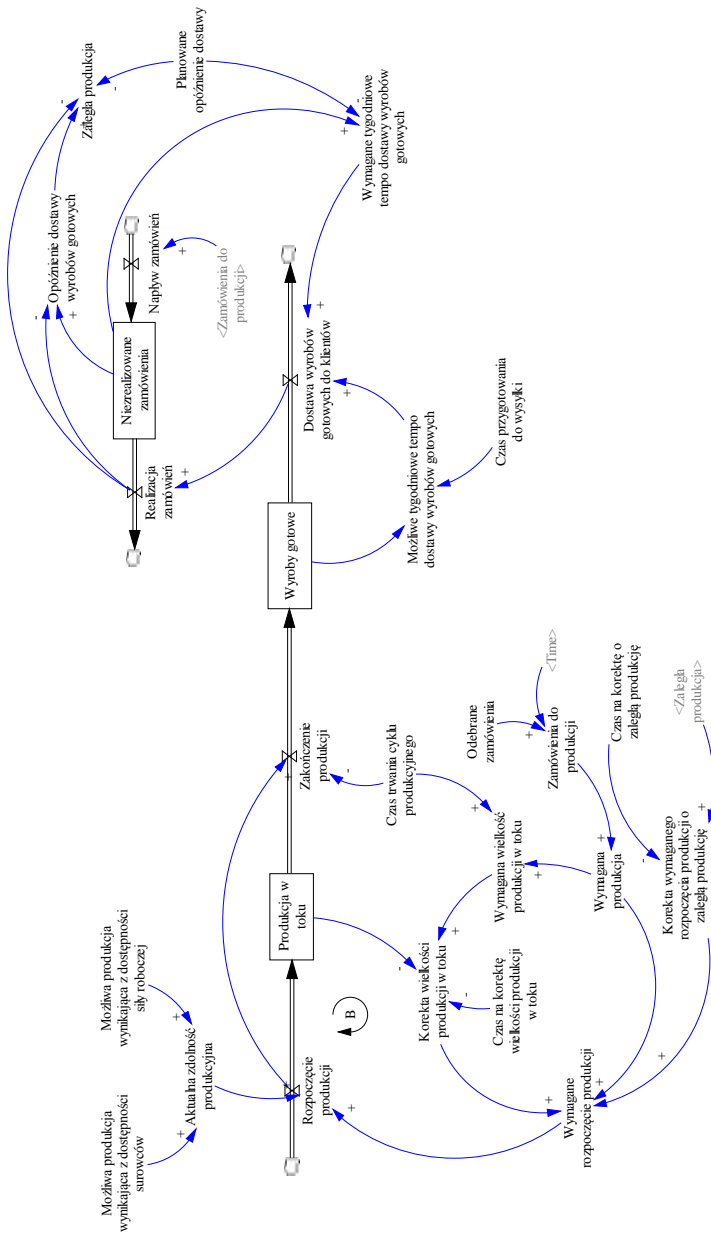 Możliwa produkcja
wynikająca z dostępności
surowców
Możliwa produkcja
wynikająca z dostępności
siły roboczej
Aktualna zdolność
produkcyjna
Realizacja
zamówień
Niezrealizowane
zamówienia
Napływ zamówień
Opóźnienie dostawy
wyrobów gotowych
Zaległa produkcja
Planowane
opóźnienie dostawy
<Zamówienia do
produkcji>
Rozpoczęcie
produkcji
Produkcja w
toku
Zakończenie
produkcji
Wyroby gotowe
Dostawa wyrobów
gotowych do klientów
Wymagane tygodniowe
tempo dostawy wyrobów
gotowych
B
Korekta wielkości
produkcji w toku
Czas trwania cyklu
produkcyjnego
Możliwe tygodniowe tempo
dostawy wyrobów gotowych
Czas na korektę
wielkości produkcji
w toku
Wymagana wielkość
produkcji w toku
Odebrane
zamówienia
Czas przygotowania
do wysyłki
Wymagane
rozpoczęcie produkcji
Wymagana
produkcja
Zamówienia do
produkcji
<Time>
Czas na korektę o
zaległą produkcję
Korekta wymaganego
rozpoczęcia produkcji o
zaległą produkcję
<Zaległa
produkcja>